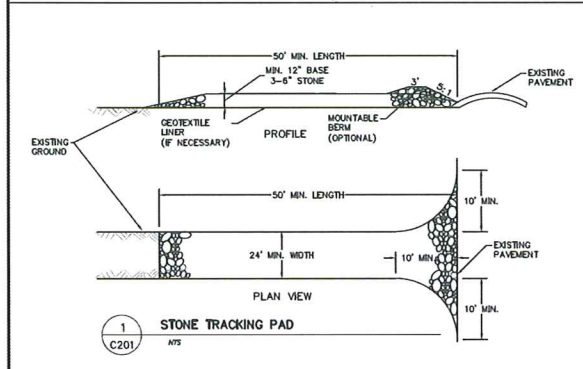 50' MIN. LENGTH
MIN. 12" BASE
3-6" STONE
3'
5:1
EXISTING
PAVEMENT
EXISTING
GROUND
GEOTEXTILE
LINER
(IF NECESSARY)
PROFILE
MOUNTABLE
BERM
(OPTIONAL)
50' MIN. LENGTH
10' MIN.
24' MIN. WIDTH
10' MIN
EXISTING
PAVEMENT
PLAN VIEW
10' MIN.
1
C201
STONE TRACKING PAD
NTS